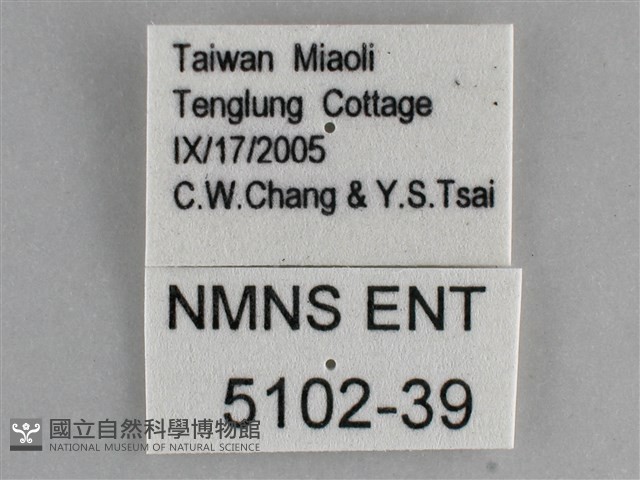 Taiwan Miaoli
Tenglung Cottage
IX/17/2005
C.W.Chang & Y.S.Tsai
NMNS ENT
5102-39
國立自然科學博物館
NATIONAL MUSEUM OF NATURAL SCIENCE